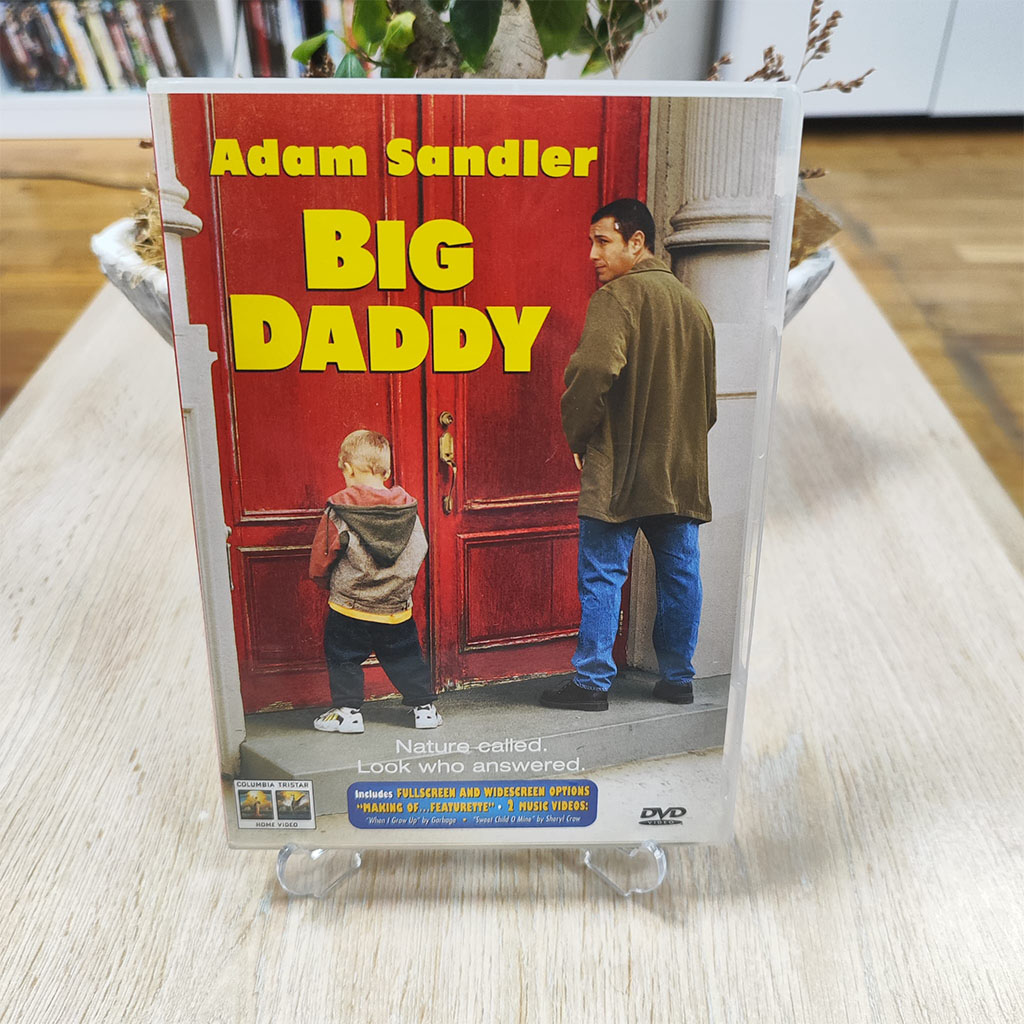 Adam Sandler
BIG
DADDY
Nature called.
Look who answered.
COLUMBIA TRISTAR
HOME VIDEO
Includes FULLSCREEN AND WIDESCREEN OPTIONS
"MAKING OF...FEATURETTE" • 2 MUSIC VIDEOS:
"When I Grow Up" by Garbage • "Sweet Child O Mine" by Sheryl Crow
DVD
VIDEO